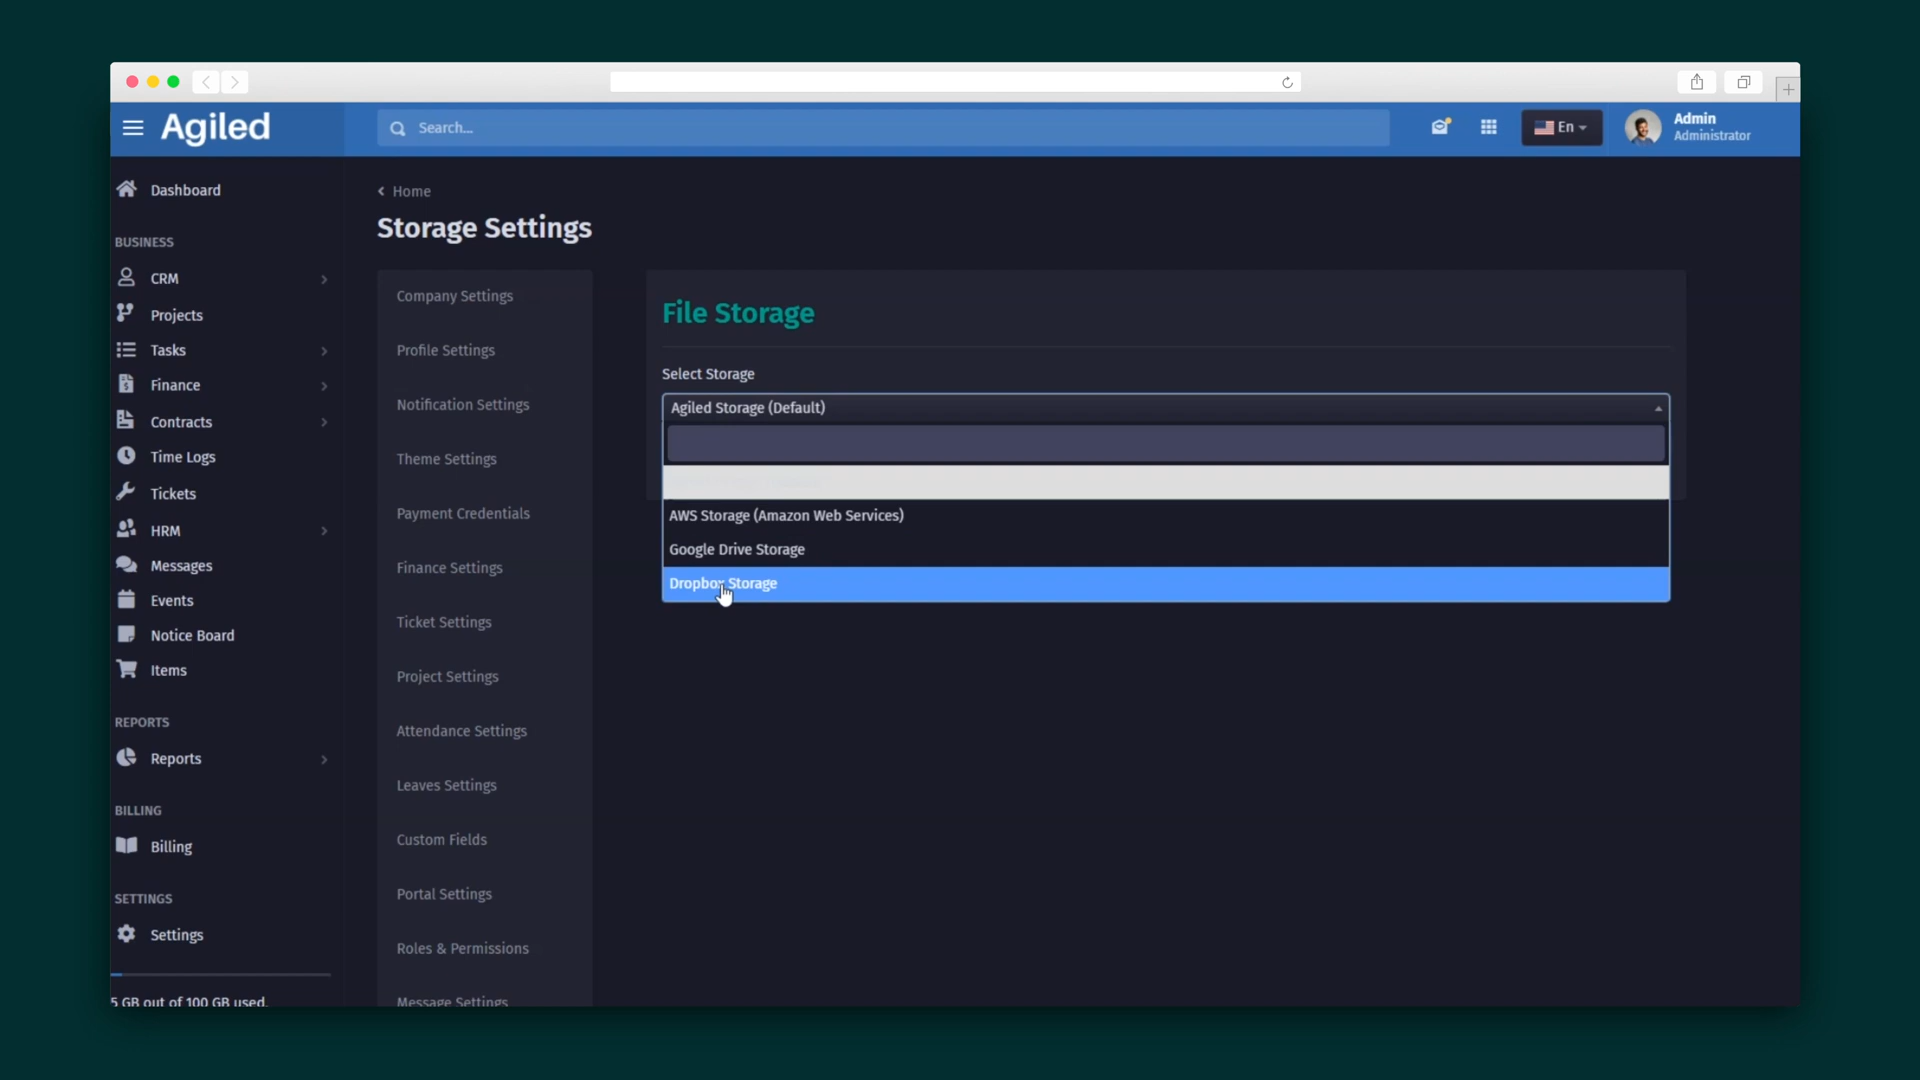 Agiled
Search...
En
Admin
Administrator
Dashboard
BUSINESS
CRM
Projects
Tasks
Finance
Contracts
Time Logs
Tickets
HRM
Messages
Events
Notice Board
Items
REPORTS
Reports
BILLING
Billing
SETTINGS
Settings
5 GB out of 100 GB used.
Home
Storage Settings
Company Settings
Profile Settings
Notification Settings
Theme Settings
Payment Credentials
Finance Settings
Ticket Settings
Project Settings
Attendance Settings
Leaves Settings
Custom Fields
Portal Settings
Roles & Permissions
Message Settings
File Storage
Select Storage
Agiled Storage (Default)
AWS Storage (Amazon Web Services)
Google Drive Storage
Dropbox Storage